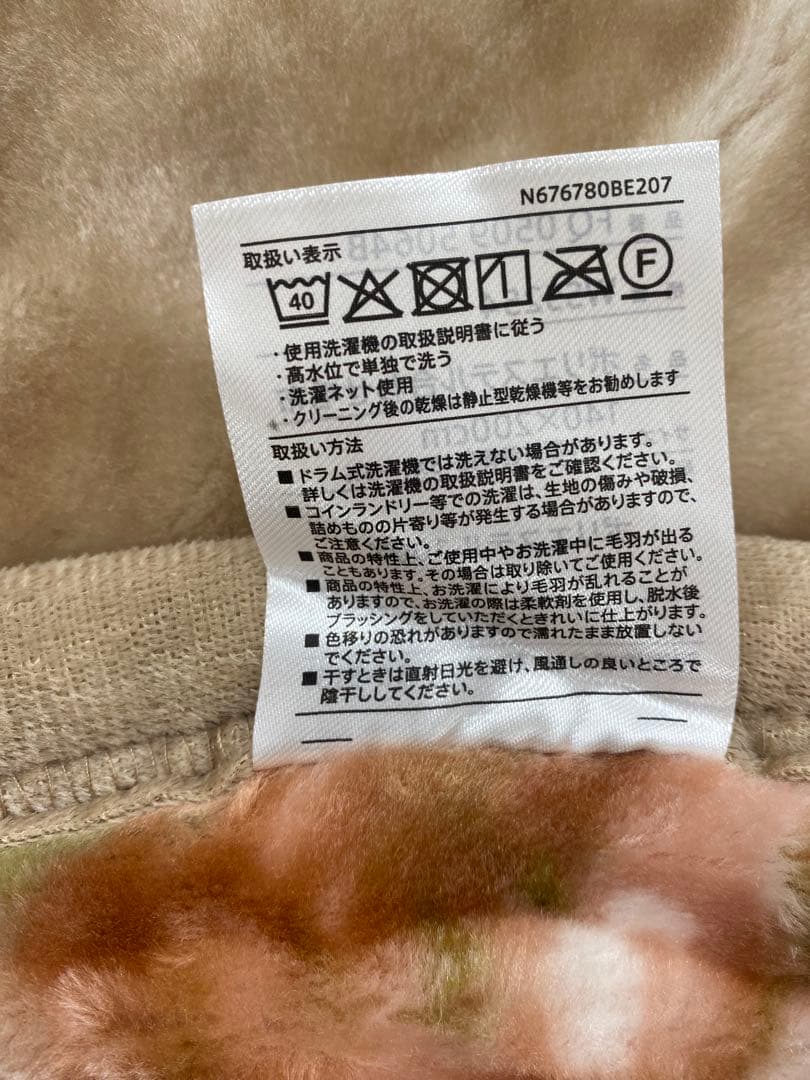 N676780BE207
取扱い表示
40
F
・使用洗濯機の取扱説明書に従う
・高水位で単独で洗う
・洗濯ネット使用
・クリーニング後の乾燥は静止型乾燥機等をお勧めします
取扱い方法
■ドラム式洗濯機では洗えない場合があります。
詳しくは洗濯機の取扱説明書をご確認ください。
■コインランドリー等での洗濯は、生地の傷みや破損、
詰めものの片寄り等が発生する場合がありますので、
ご注意ください。
■商品の特性上、ご使用中やお洗濯中に毛羽が出る
こともあります。その場合は取り除いてご使用ください。
■商品の特性上、お洗濯により毛羽が乱れることが
ありますので、お洗濯の際は柔軟剤を使用し、脱水後
ブラッシングをしていただくときれいに仕上がります。
■色移りの恐れがありますので濡れたまま放置しない
でください。
■干すときは直射日光を避け、風通しの良いところで
陰干ししてください。